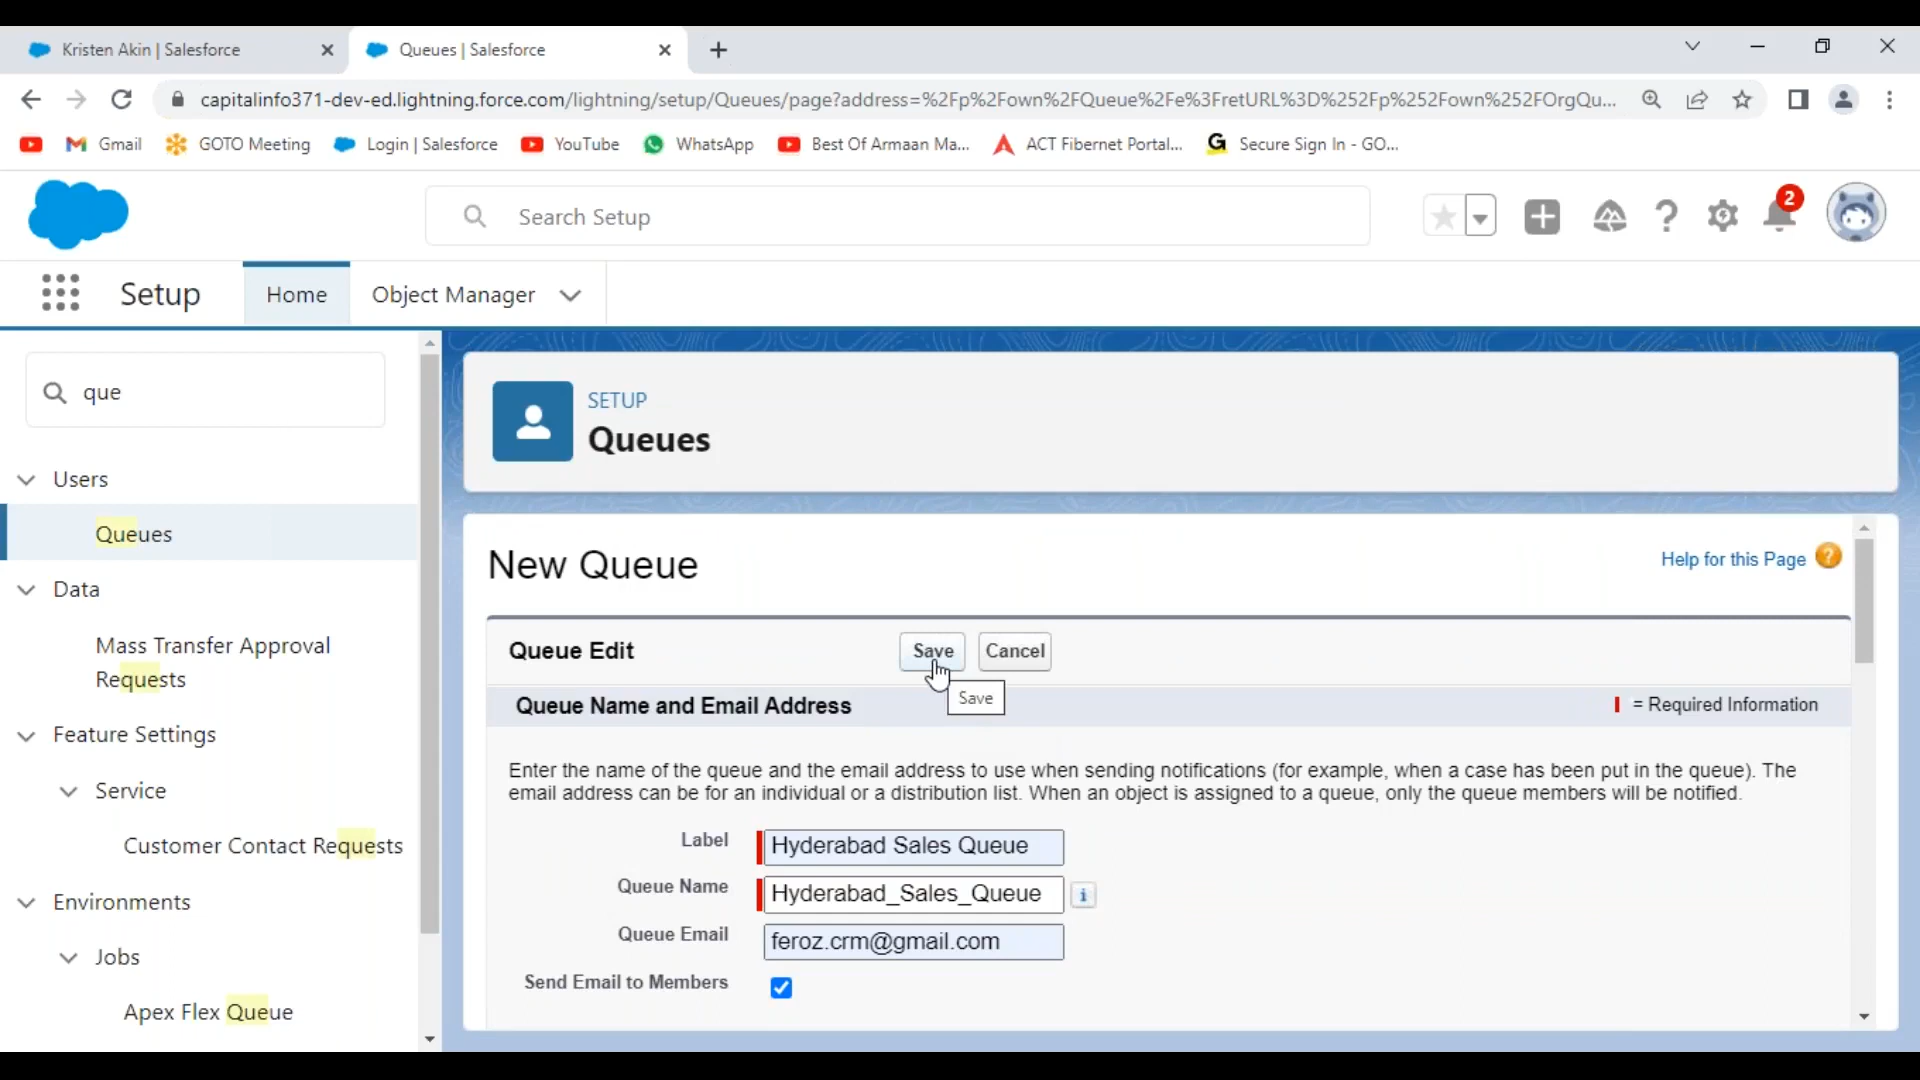 Kristen Akin | Salesforce
Queues | Salesforce
capitalinfo371-dev-ed.lightning.force.com/lightning/setup/Queues/page?address=%2Fp%2Fown%2FQueue%2Fe%3FretURL%3D%252Fp%252Fown%252FOrgQu...
Gmail
GOTO Meeting
Login | Salesforce
YouTube
WhatsApp
Best Of Armaan Ma...
ACT Fibernet Portal...
Secure Sign In - GO...
Search Setup
2
Setup
Home
Object Manager
que
Users
Queues
Data
Mass Transfer Approval
Requests
Feature Settings
Service
Customer Contact Requests
Environments
Jobs
Apex Flex Queue
SETUP
Queues
New Queue
Help for this Page
Queue Edit
Save
Cancel
Save
Queue Name and Email Address
= Required Information
Enter the name of the queue and the email address to use when sending notifications (for example, when a case has been put in the queue). The
email address can be for an individual or a distribution list. When an object is assigned to a queue, only the queue members will be notified.
Label
Hyderabad Sales Queue
Queue Name
Hyderabad_Sales_Queue
Queue Email
feroz.crm@gmail.com
Send Email to Members